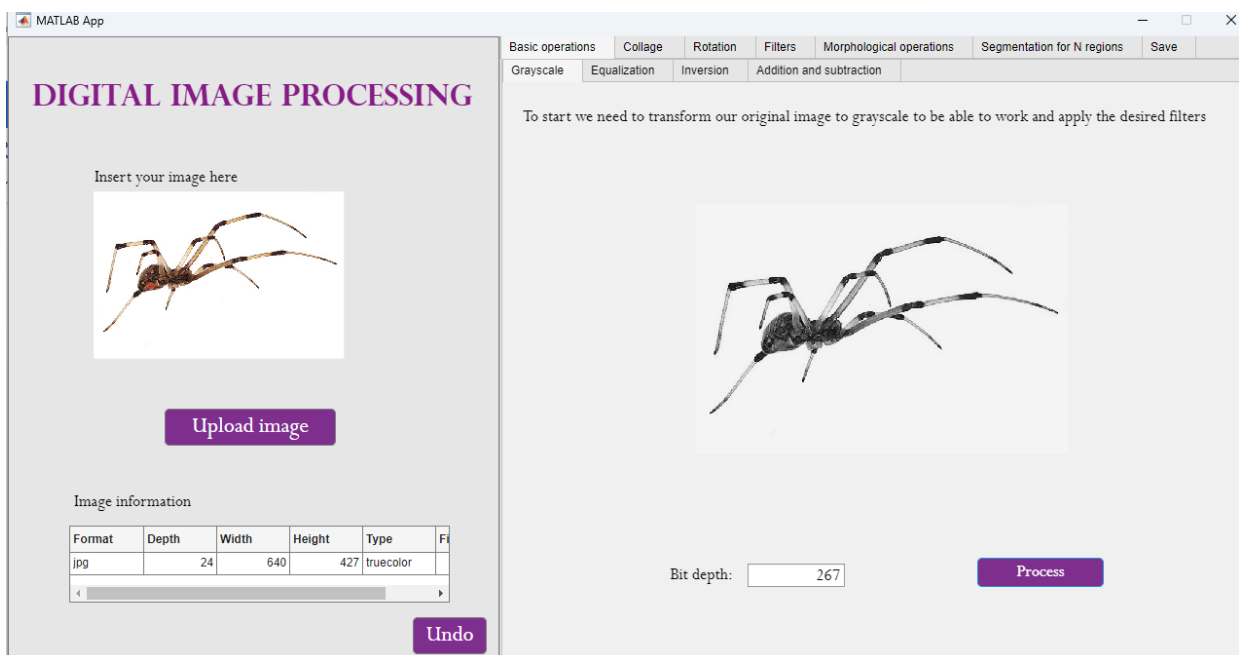 MATLAB App
DIGITAL IMAGE PROCESSING
Insert your image here
Upload image
Image information
Format Depth Width Height Type Fi
jpg 24 640 427 truecolor
Undo
Basic operations Collage Rotation Filters Morphological operations Segmentation for N regions Save
Grayscale Equalization Inversion Addition and subtraction
To start we need to transform our original image to grayscale to be able to work and apply the desired filters
Bit depth: 267
Process